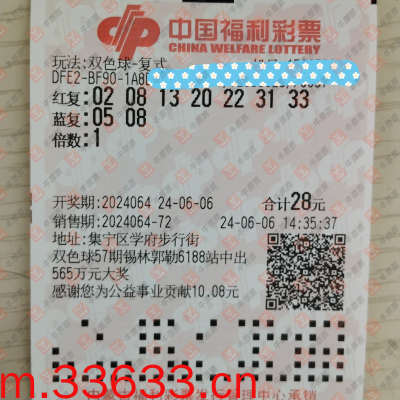 中国福利彩票
CHINA WELFARE LOTTERY
玩法:双色球-复式
DFE2-BF90-1A8
红复:02 08 13 20 22 31 33
蓝复:05 08
倍数:1
开奖期:2024064 24-06-06 合计28元
销售期:2024064-72 24-06-06 14:35:37
地址:集宁区学府步行街
双色球57期锡林郭勒6188站中出
565万元大奖
感谢您为公益事业贡献10.08元
m.33633.cn
中心承销